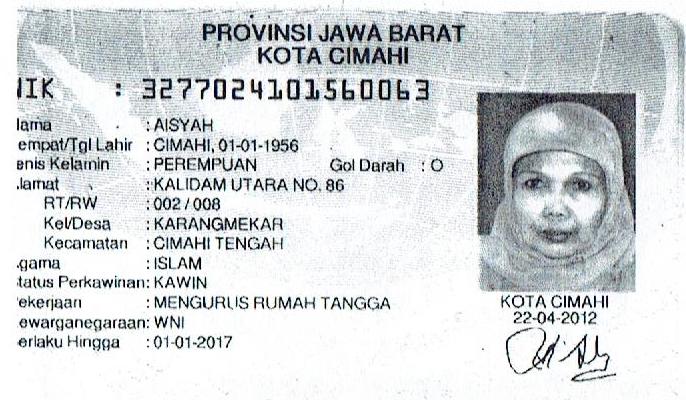 PROVINSI JAWA BARAT
KOTA CIMAHI
NIK : 3277024101560063
lama : AISYAH
empat/Tgl Lahir : CIMAHI, 01-01-1956
enis Kelamin : PEREMPUAN Gol Darah : O
lamat : KALIDAM UTARA NO. 86
RT/RW : 002 / 008
Kel/Desa : KARANGMEKAR
Kecamatan : CIMAHI TENGAH
gama : ISLAM
tatus Perkawinan: KAWIN
ekerjaan : MENGURUS RUMAH TANGGA
ewarganegaraan: WNI
erlaku Hingga : 01-01-2017
KOTA CIMAHI
22-04-2012